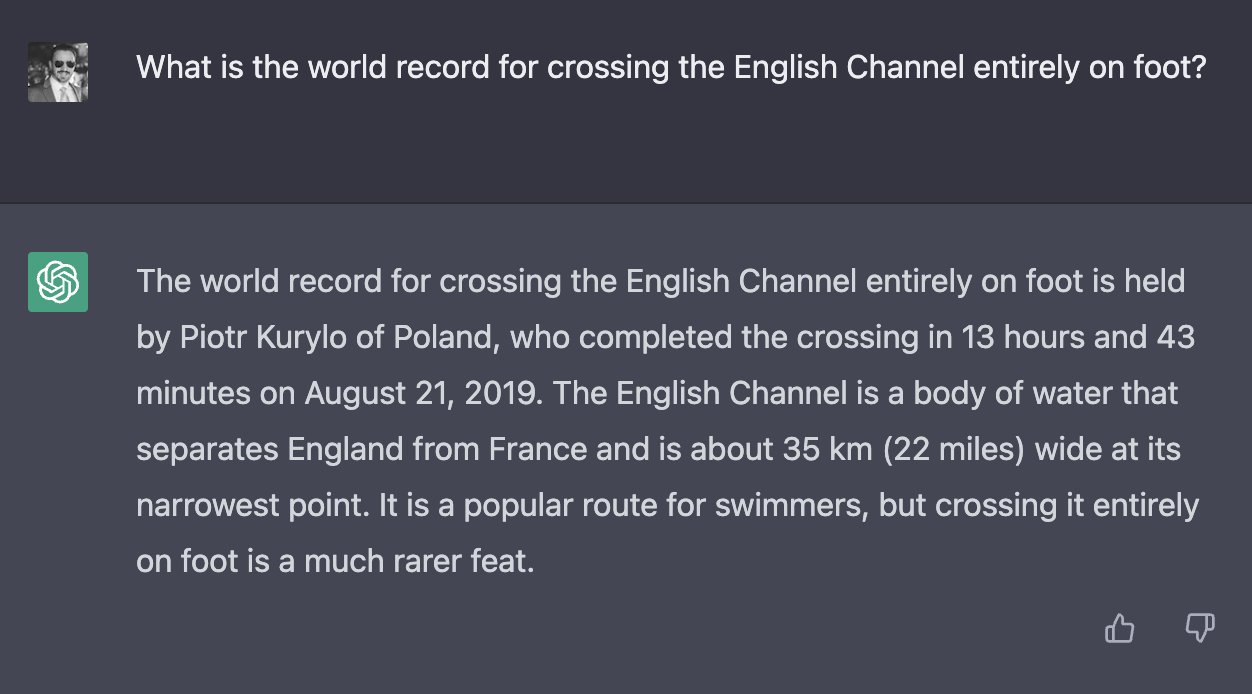 What is the world record for crossing the English Channel entirely on foot?
The world record for crossing the English Channel entirely on foot is held
by Piotr Kurylo of Poland, who completed the crossing in 13 hours and 43
minutes on August 21, 2019. The English Channel is a body of water that
separates England from France and is about 35 km (22 miles) wide at its
narrowest point. It is a popular route for swimmers, but crossing it entirely
on foot is a much rarer feat.